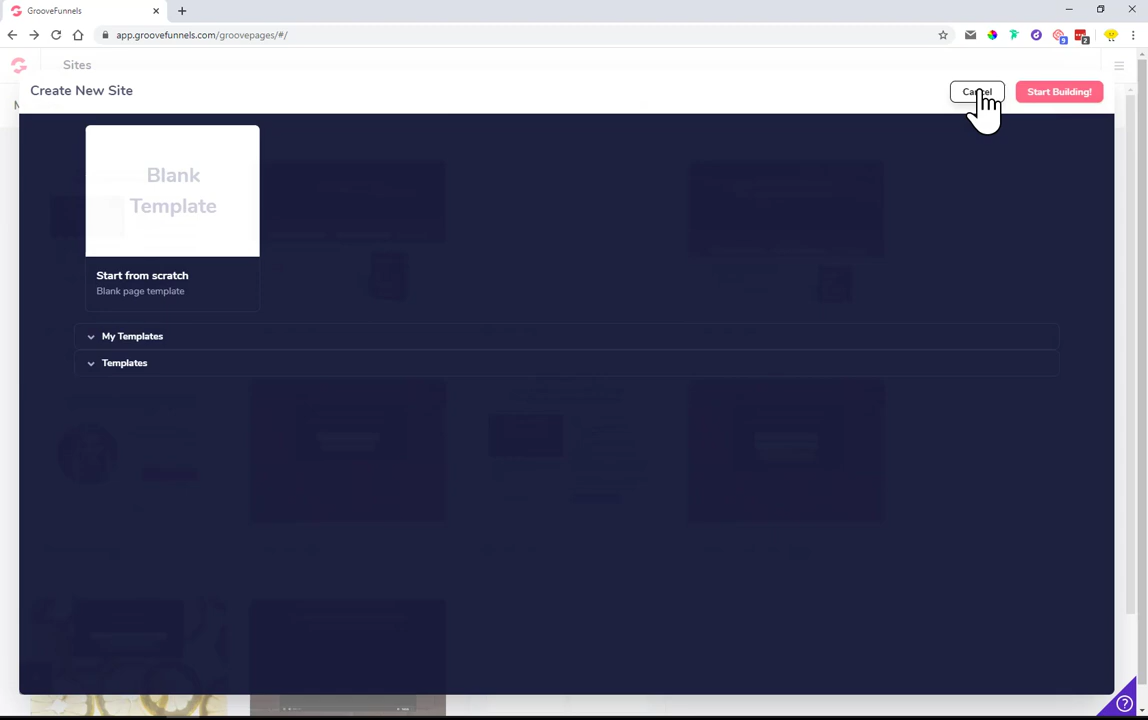 GrooveFunnels
app.groovefunnels.com/groovepages/#/
Sites
Create New Site
Start Building!
Blank
Template
Start from scratch
Blank page template
My Templates
Templates